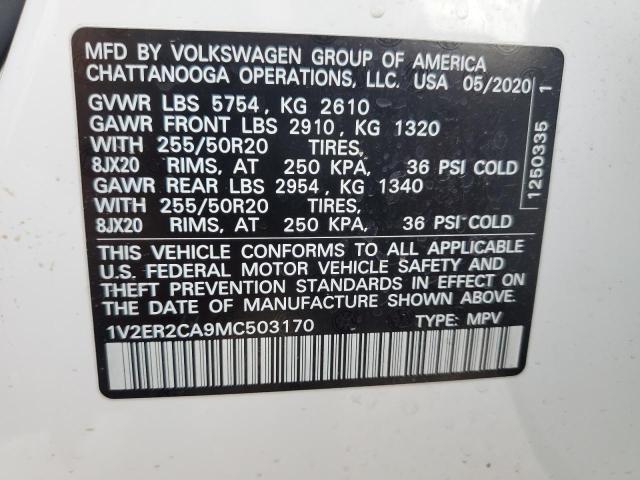 MFD BY VOLKSWAGEN GROUP OF AMERICA
CHATTANOOGA OPERATIONS, LLC. USA 05/2020
GVWR LBS 5754, KG 2610
GAWR FRONT LBS 2910, KG 1320
WITH 255/50R20 TIRES,
8JX20 RIMS, AT 250 KPA, 36 PSI COLD
GAWR REAR LBS 2954, KG 1340
WITH 255/50R20 TIRES,
8JX20 RIMS, AT 250 KPA, 36 PSI COLD
THIS VEHICLE CONFORMS TO ALL APPLICABLE
U.S. FEDERAL MOTOR VEHICLE SAFETY AND
THEFT PREVENTION STANDARDS IN EFFECT ON
THE DATE OF MANUFACTURE SHOWN ABOVE.
1V2ER2CA9MC503170 TYPE: MPV
1250335 1